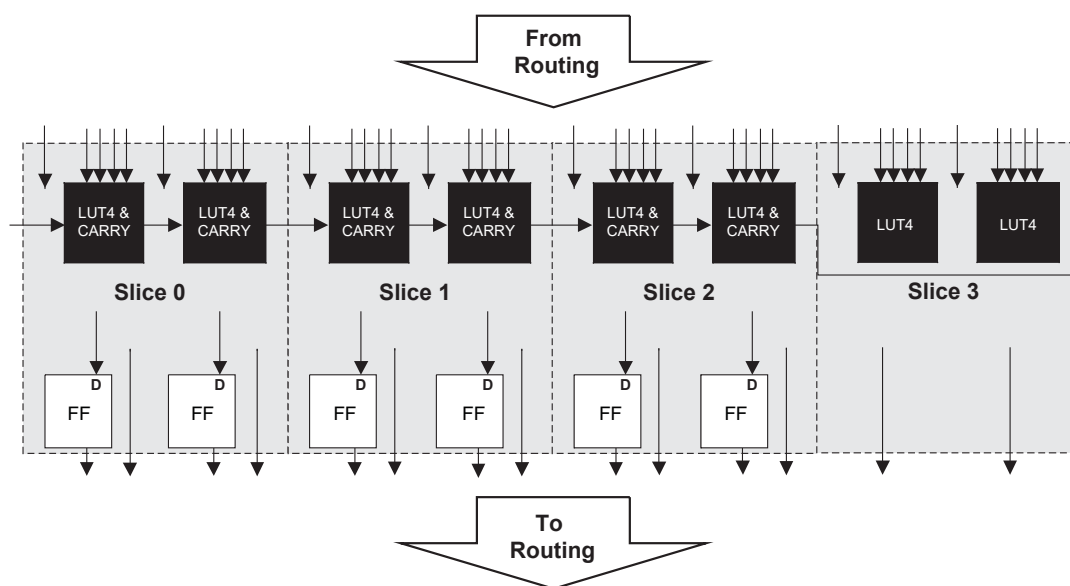 From
Routing
LUT4 &
CARRY
LUT4 &
CARRY
LUT4 &
CARRY
LUT4 &
CARRY
LUT4 &
CARRY
LUT4 &
CARRY
LUT4
LUT4
Slice 0
Slice 1
Slice 2
Slice 3
D
FF
D
FF
D
FF
D
FF
D
FF
D
FF
To
Routing